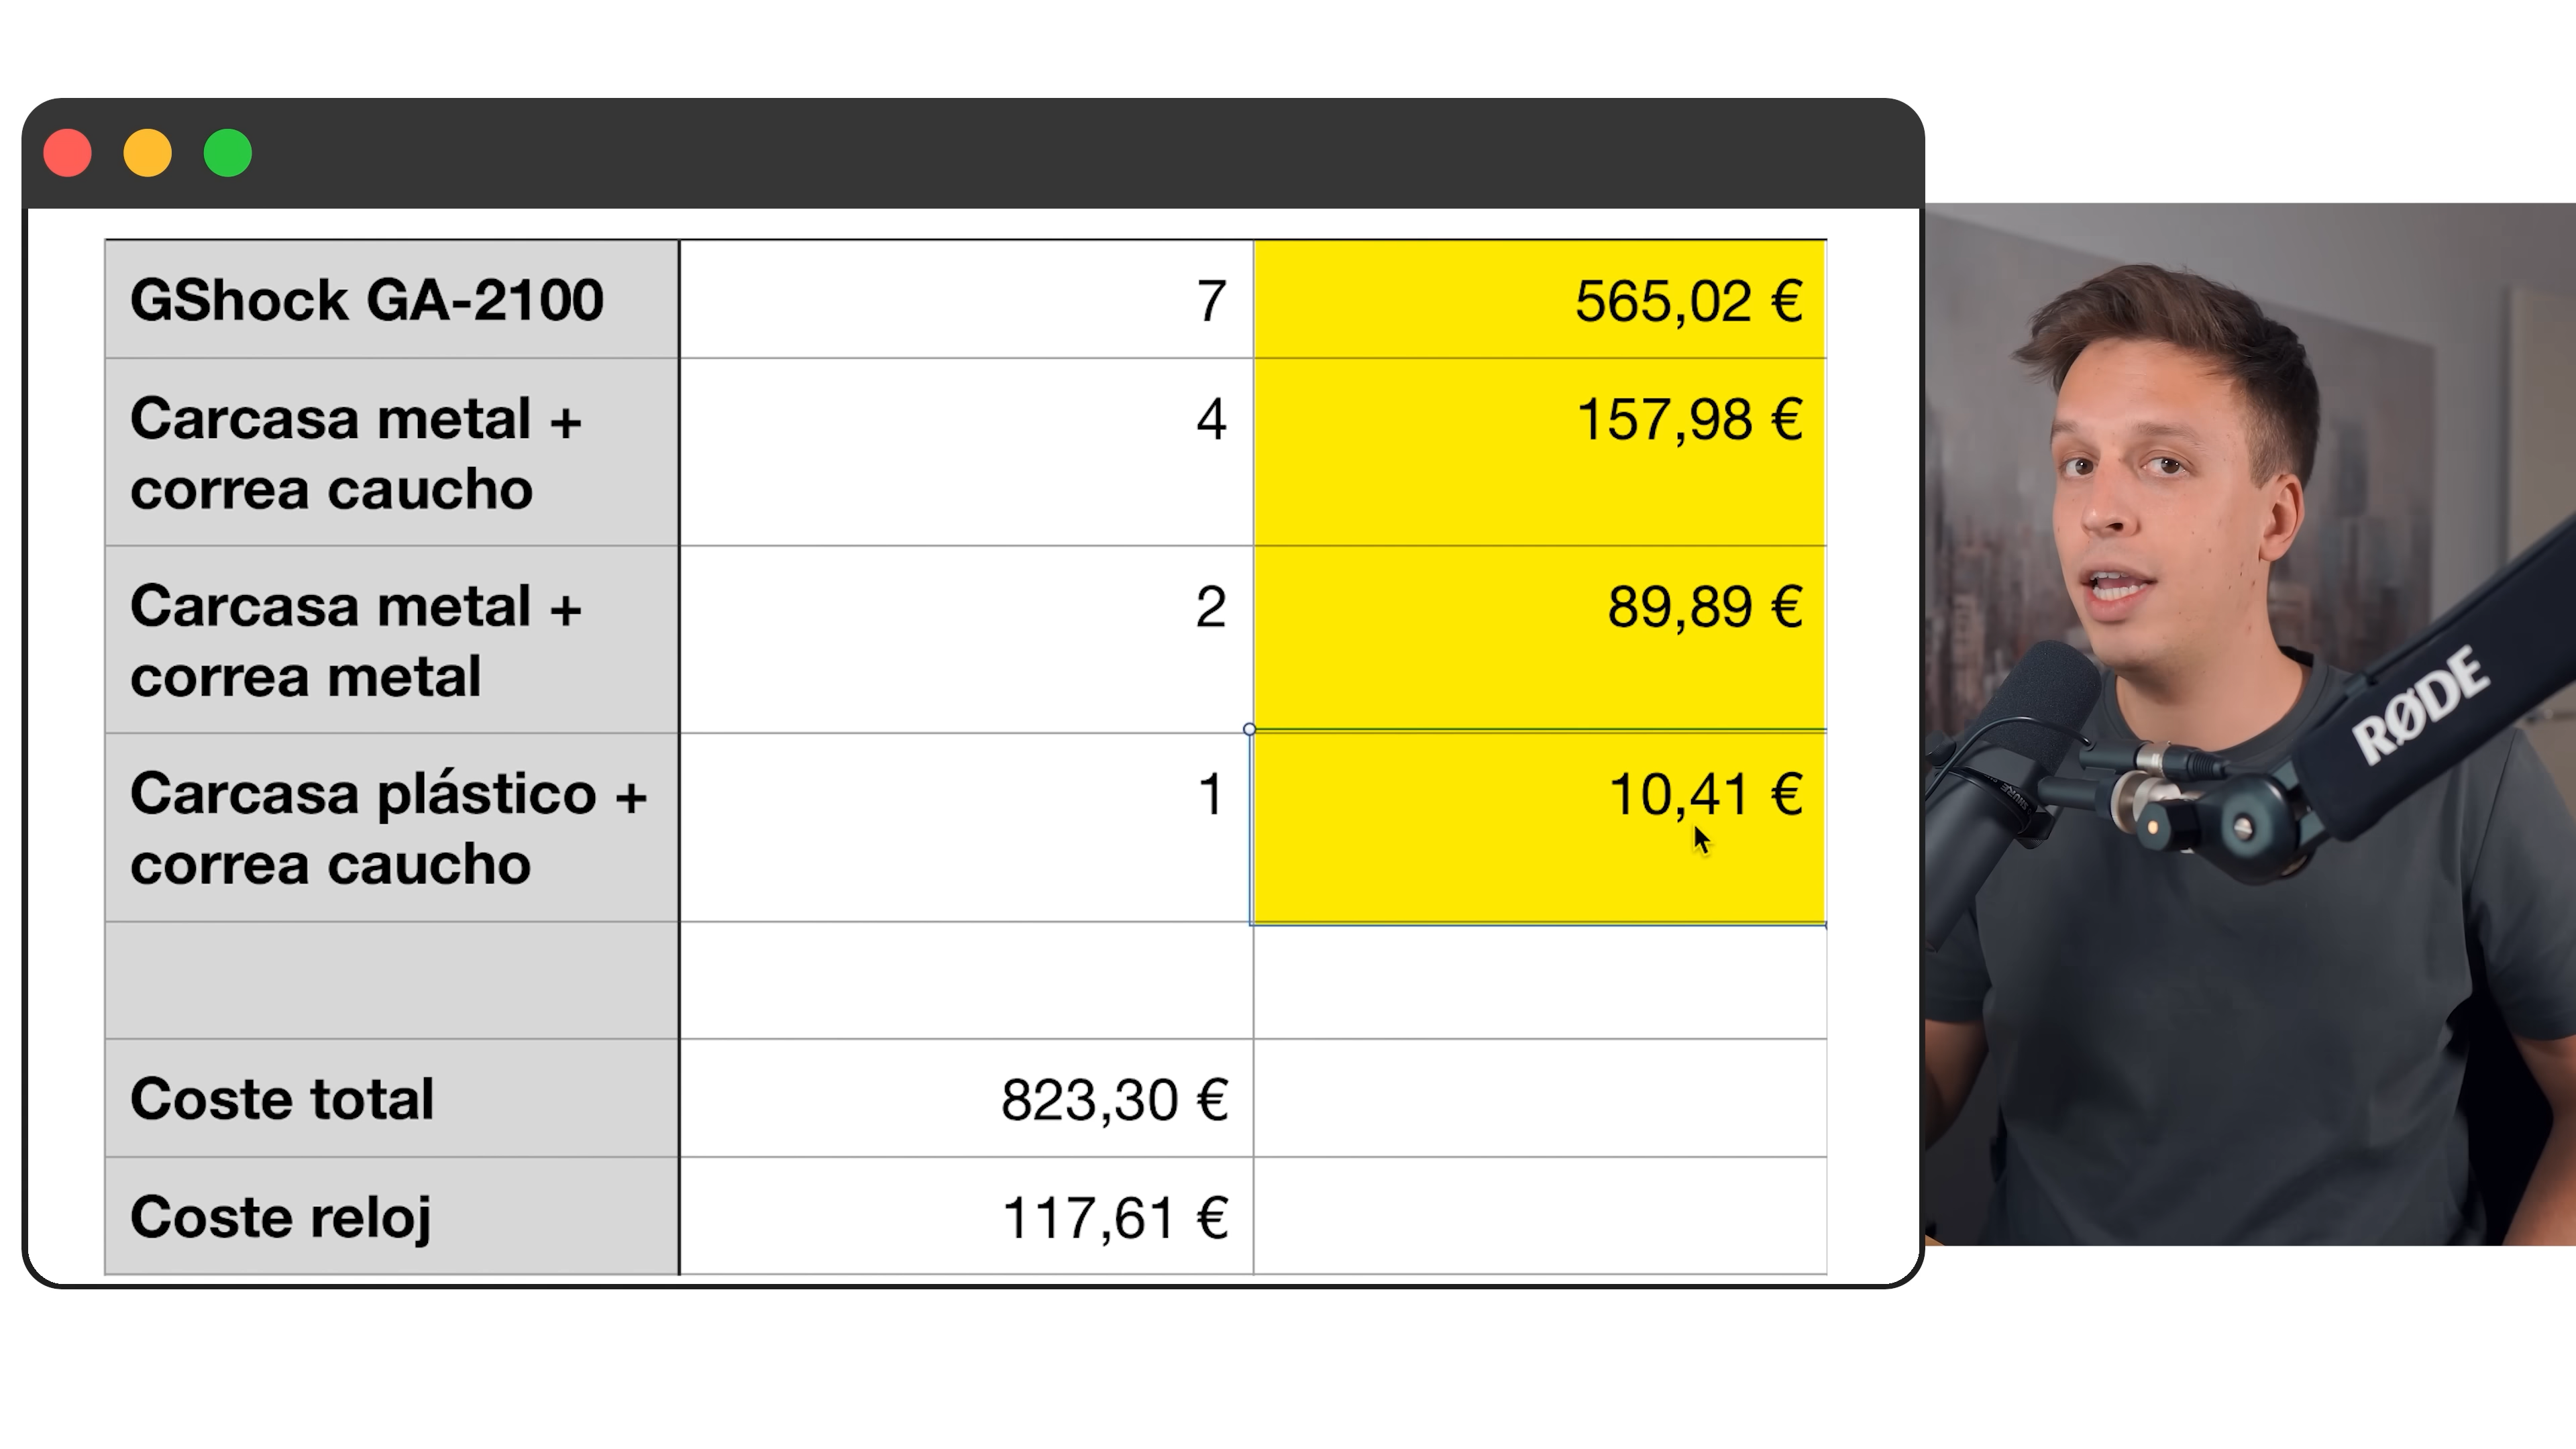 GShock GA-2100 7 565,02 €
Carcasa metal + 4 157,98 €
correa caucho
Carcasa metal + 2 89,89 €
correa metal
Carcasa plástico + 1 10,41 €
correa caucho
Coste total 823,30 €
Coste reloj 117,61 €
RØDE
SHURE